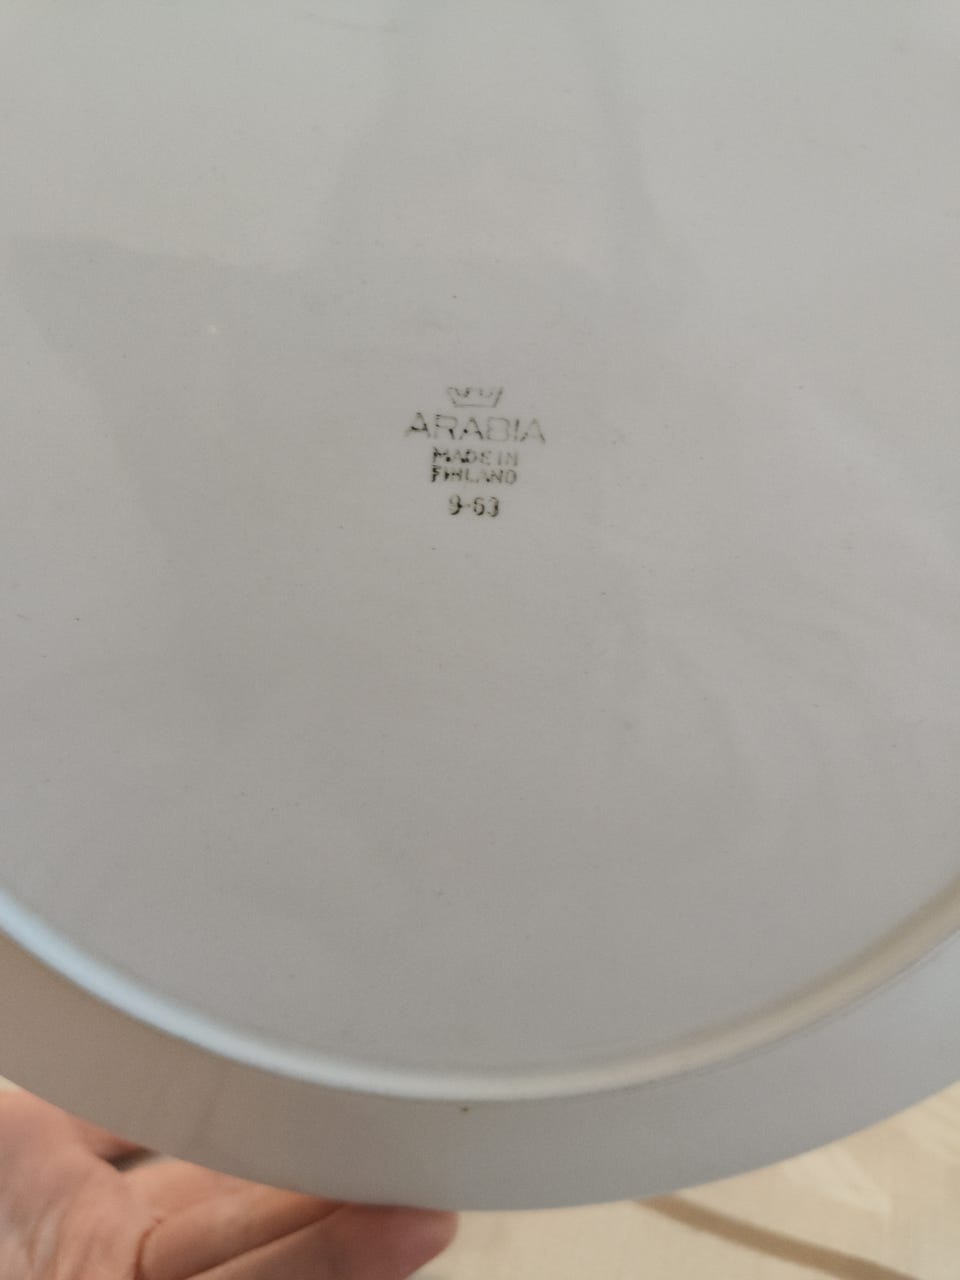 ARABIA
MADE IN
FINLAND
9-63